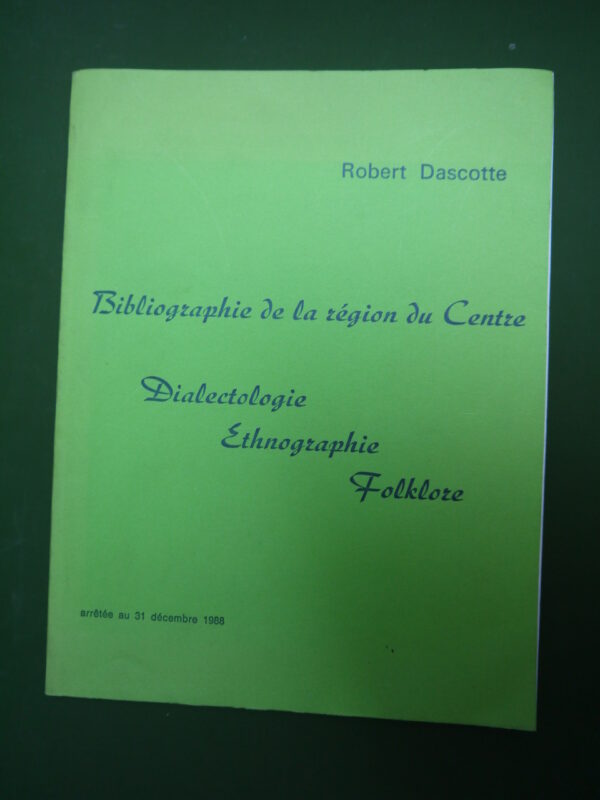 Robert Dascotte
Bibliographie de la région du Centre
Dialectologie
Ethnographie
Folklore
arrêtée au 31 décembre 1988